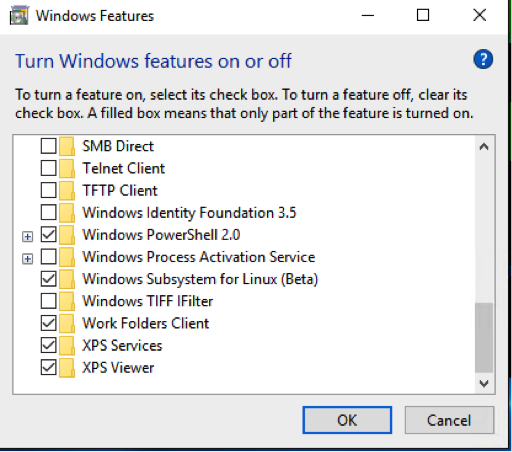 Windows Features
Turn Windows features on or off
?
To turn a feature on, select its check box. To turn a feature off, clear its
check box. A filled box means that only part of the feature is turned on.
SMB Direct
Telnet Client
TFTP Client
Windows Identity Foundation 3.5
Windows PowerShell 2.0
Windows Process Activation Service
Windows Subsystem for Linux (Beta)
Windows TIFF IFilter
Work Folders Client
XPS Services
XPS Viewer
OK Cancel